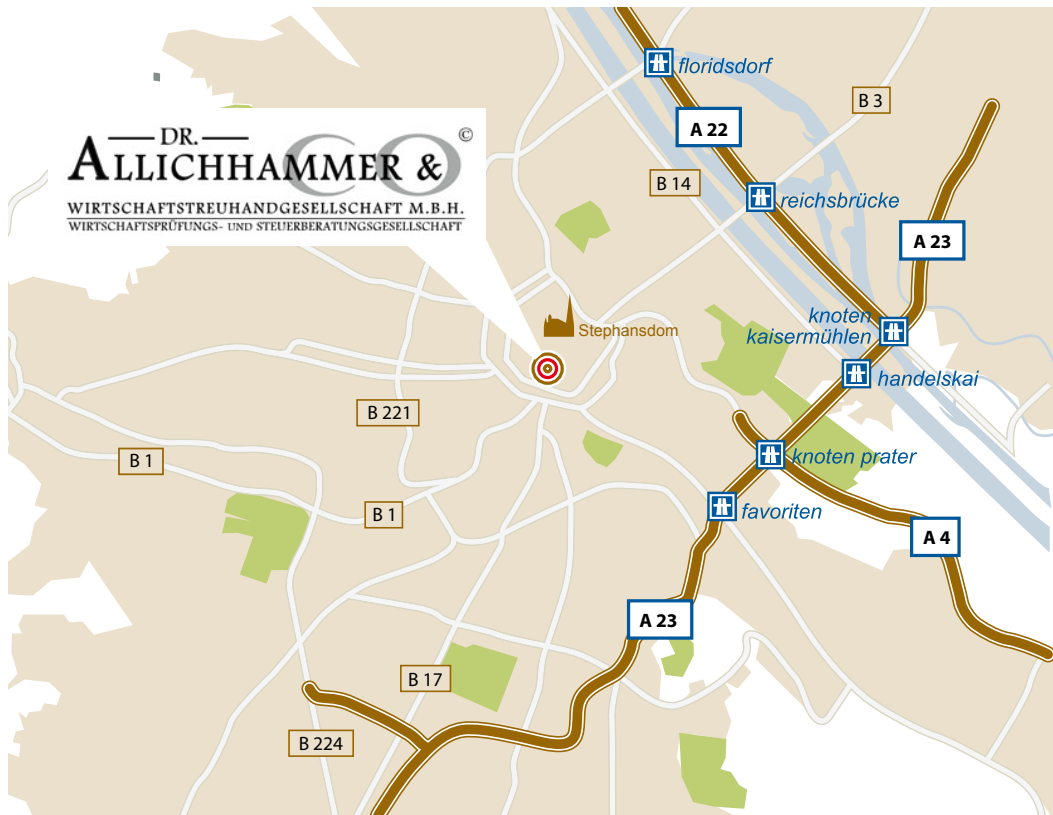 floridsdorf
B 3
A 22
DR.
ALLICHHAMMER & CO ©
WIRTSCHAFTSTREUHANDGESELLSCHAFT M.B.H.
WIRTSCHAFTSPRÜFUNGS- UND STEUERBERATUNGSGESELLSCHAFT
B 14
reichsbrücke
A 23
knoten
kaisermühlen
Stephansdom
handelskai
B 221
B 1
knoten prater
B 1
favoriten
A 4
A 23
B 17
B 224